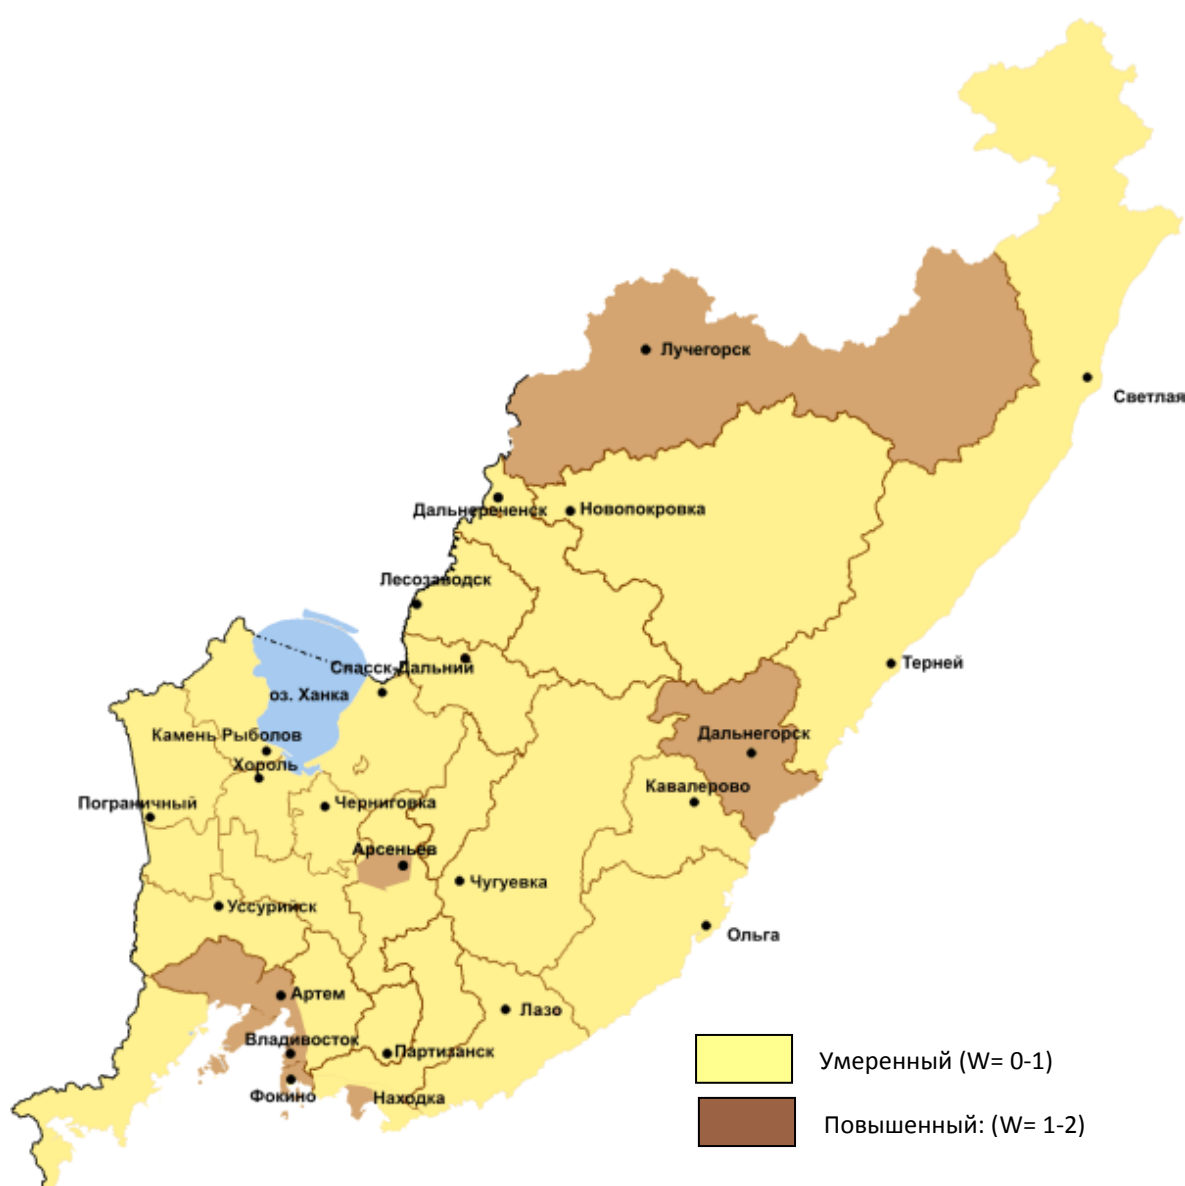 Лучегорск
Светлая
Дальнереченск
Новопокровка
Лесозаводск
Спасск-Дальний
Терней
оз. Ханка
Камень Рыболов
Дальнегорск
Хороль
Кавалерово
Пограничный
Черниговка
Арсеньев
Чугуевка
Уссурийск
Ольга
Артем
Лазо
Владивосток
Партизанск
Фокино
Находка
Умеренный (W= 0-1)
Повышенный: (W= 1-2)